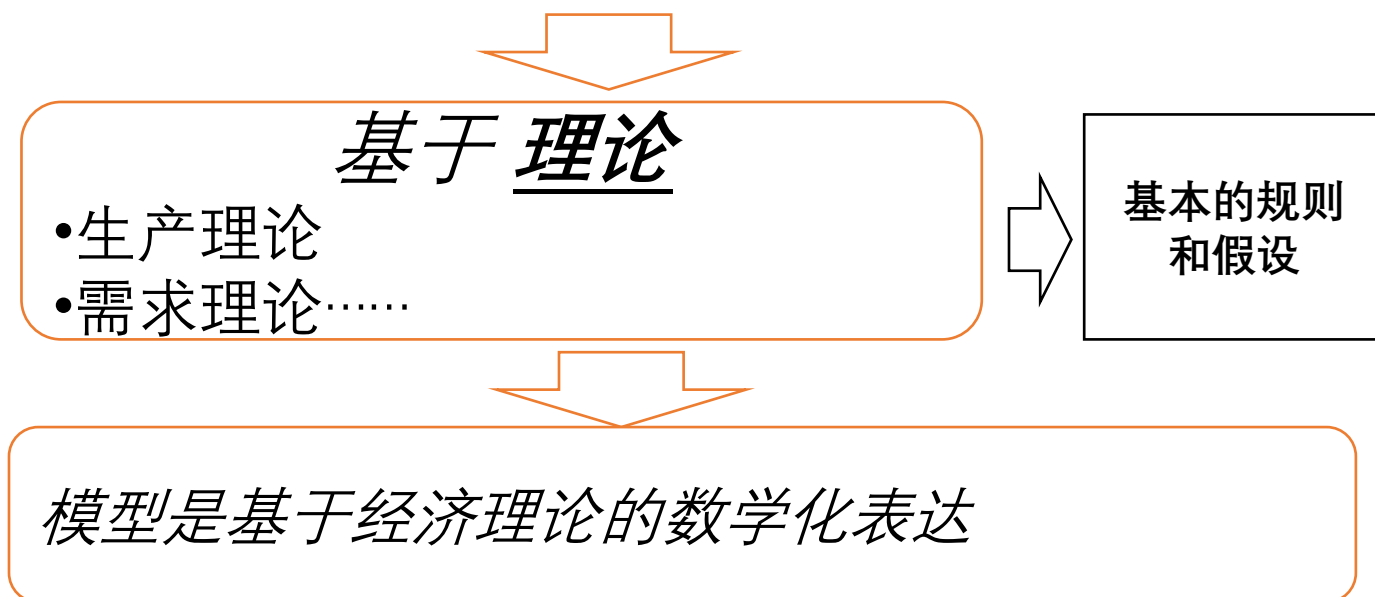 基于 理论
•生产理论
•需求理论……
基本的规则
和假设
模型是基于经济理论的数学化表达